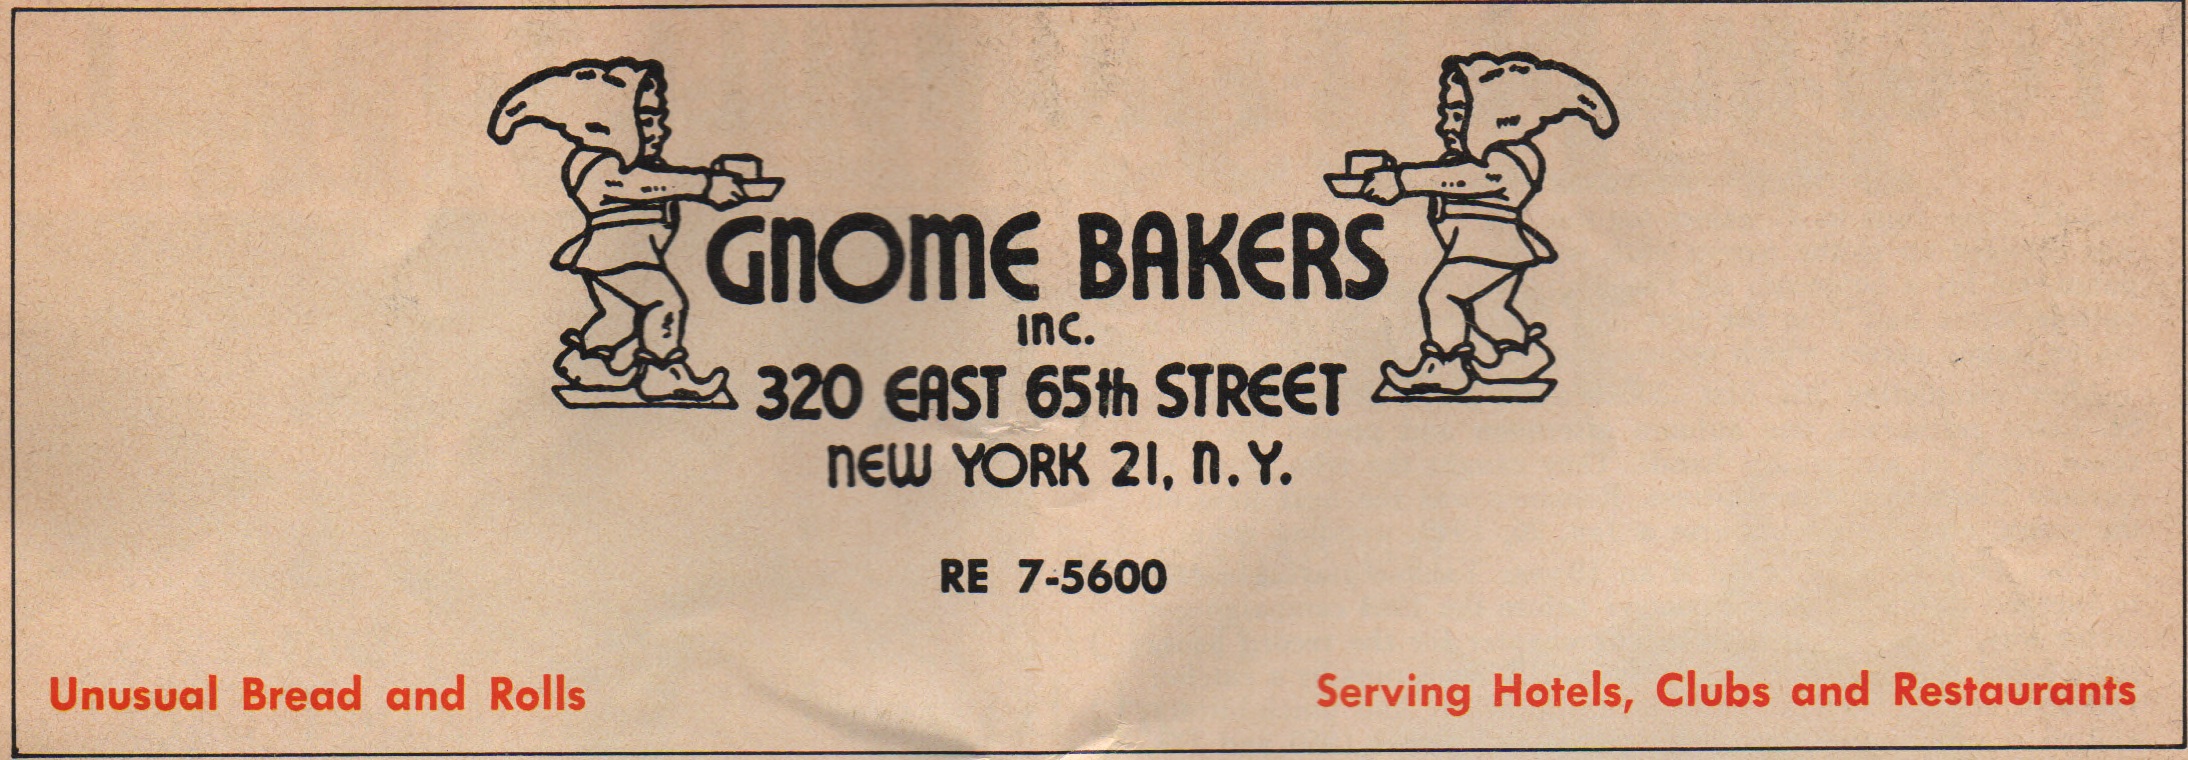 GNOME BAKERS
INC.
320 EAST 65th STREET
NEW YORK 21, N.Y.
RE 7-5600
Unusual Bread and Rolls
Serving Hotels, Clubs and Restaurants